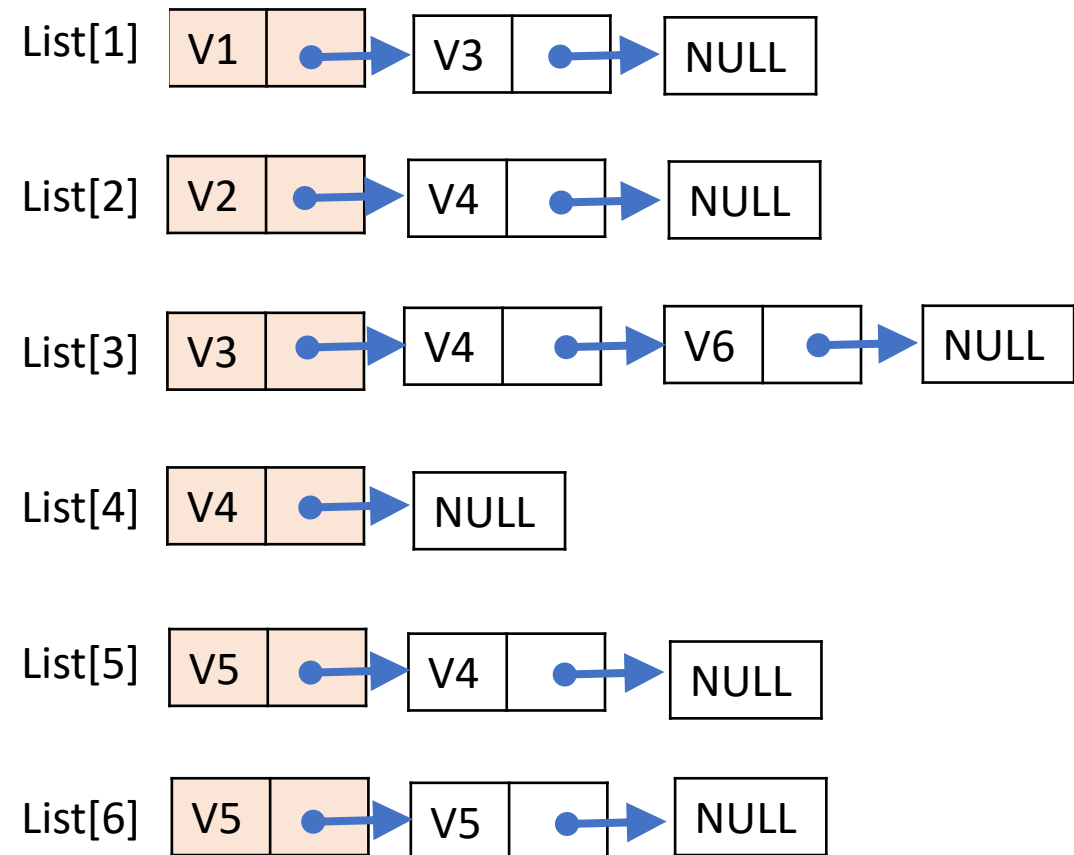 List[1] V1 V3 NULL
List[2] V2 V4 NULL
List[3] V3 V4 V6 NULL
List[4] V4 NULL
List[5] V5 V4 NULL
List[6] V5 V5 NULL